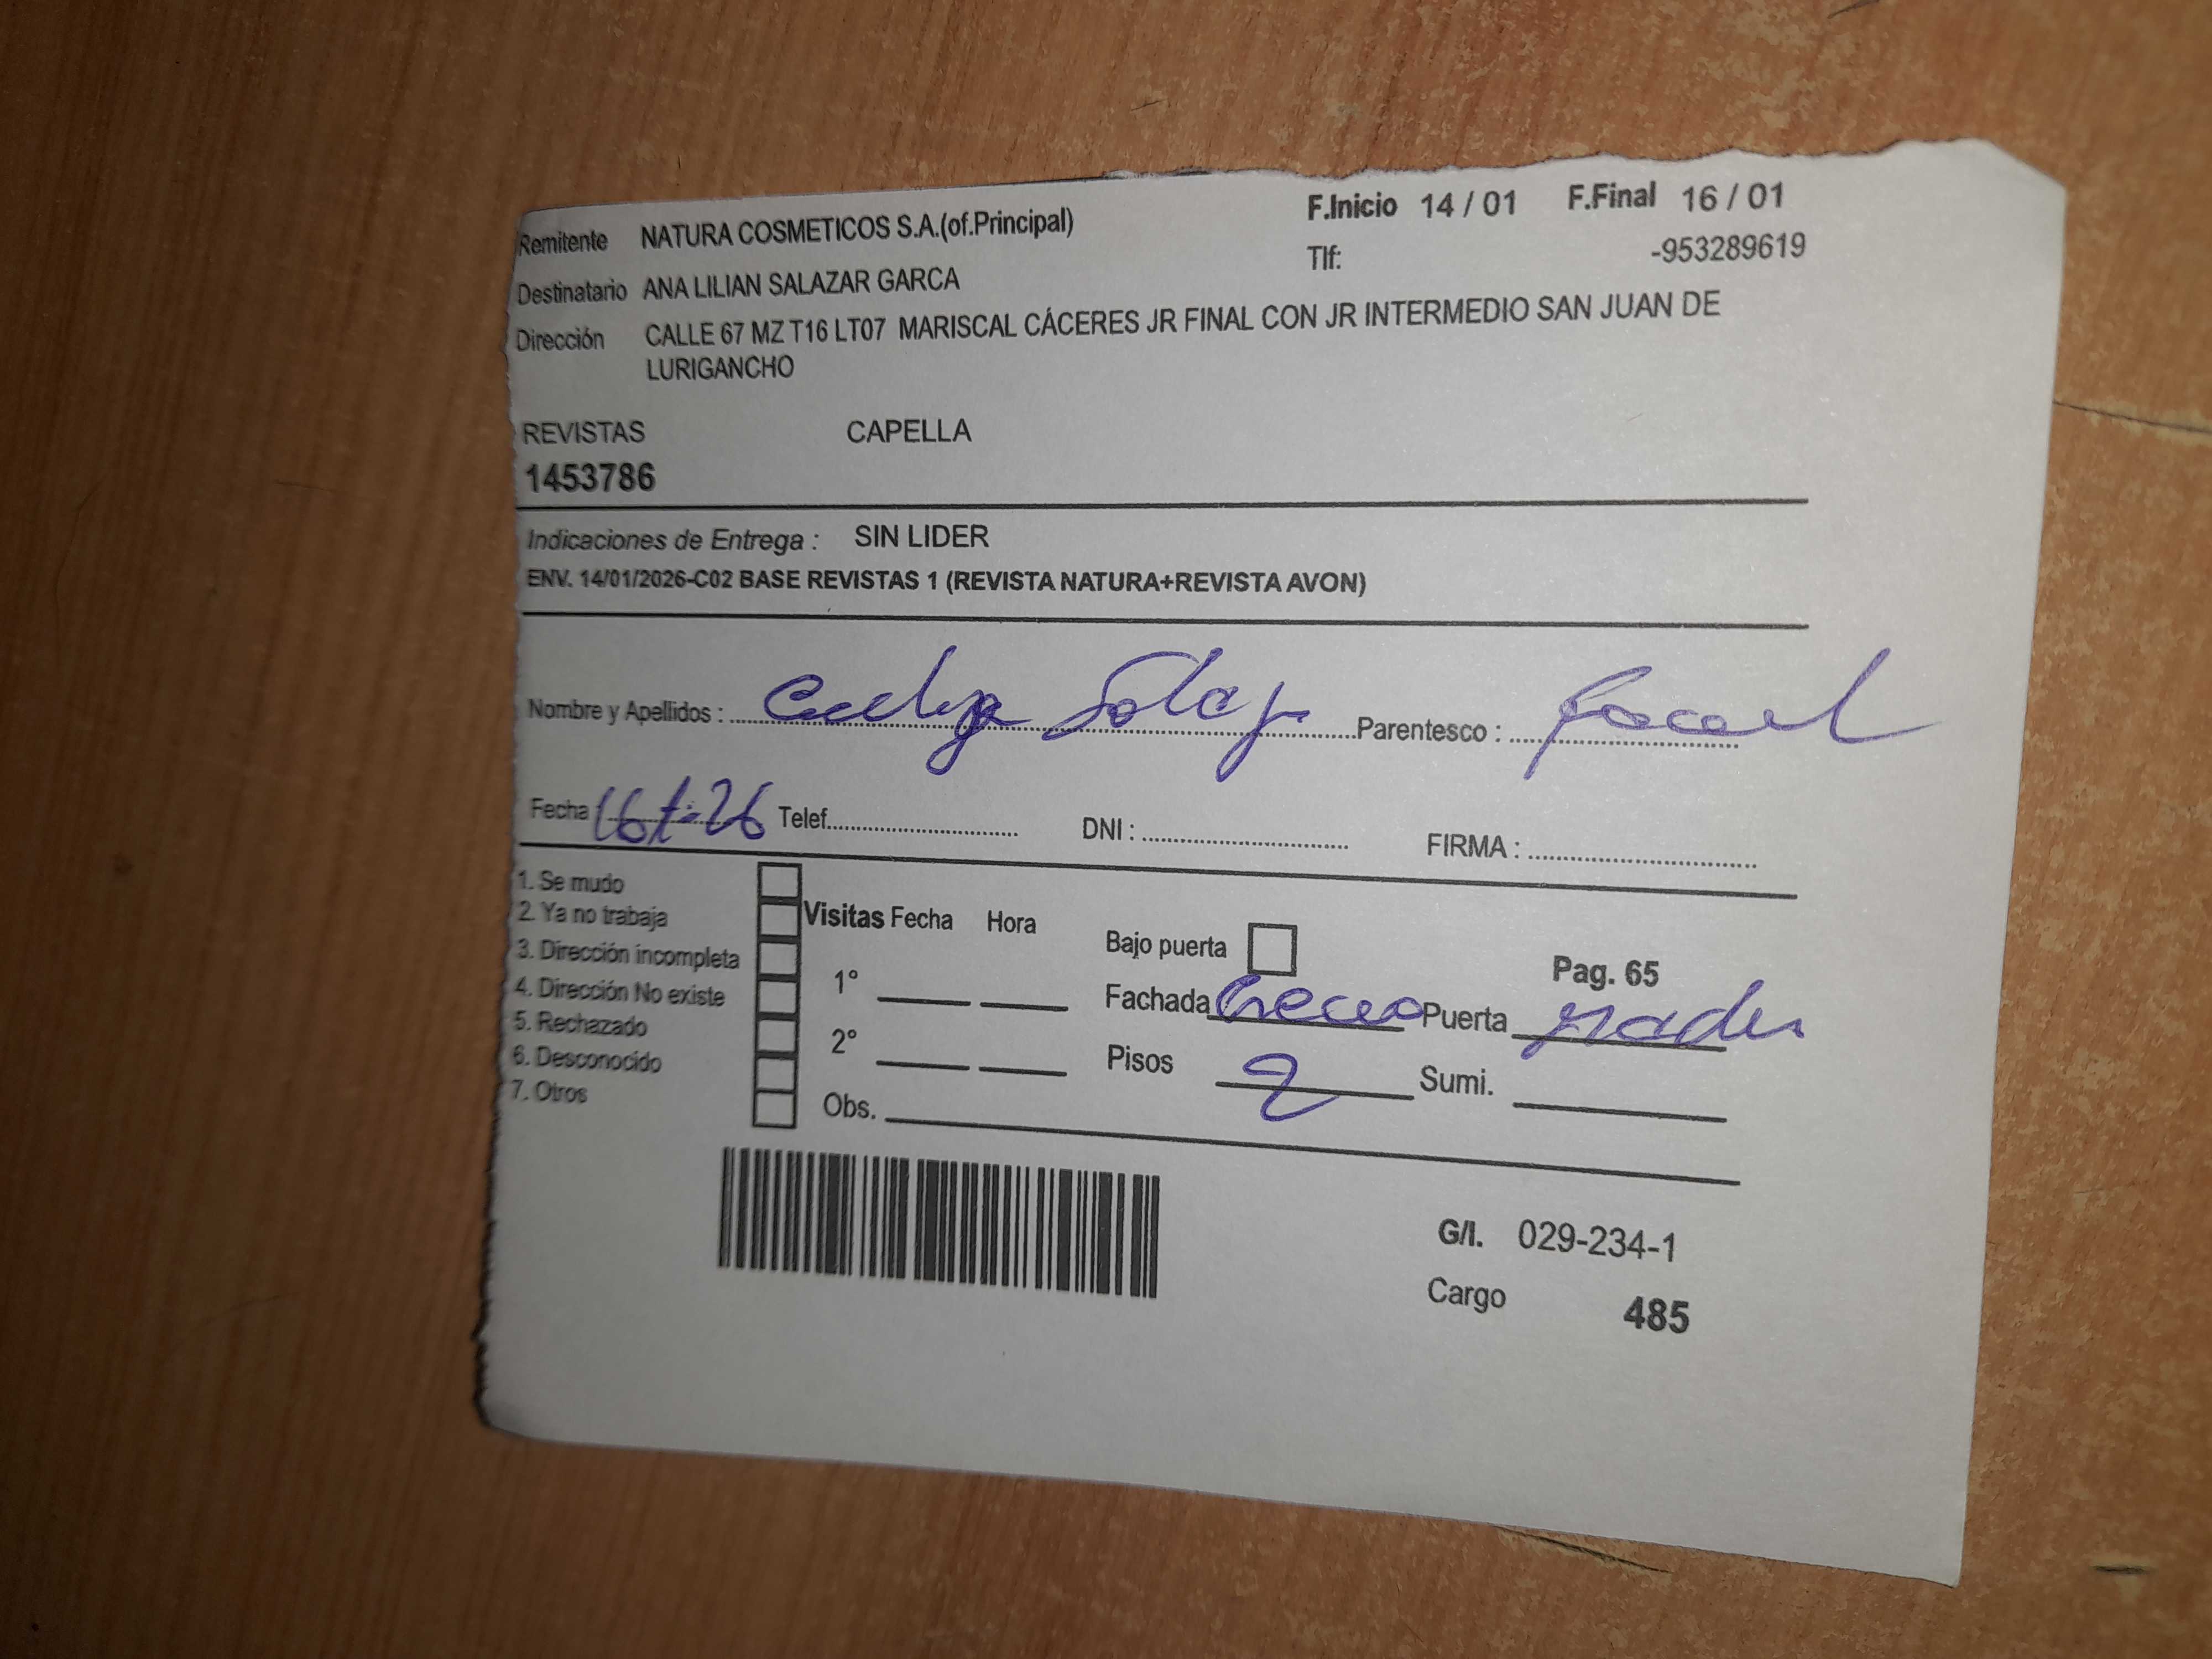 Remitente NATURA COSMETICOS S.A.(of.Principal) F.Inicio 14 / 01 F.Final 16 / 01
Tlf: -953289619
Destinatario ANA LILIAN SALAZAR GARCA
Dirección CALLE 67 MZ T16 LT07 MARISCAL CÁCERES JR FINAL CON JR INTERMEDIO SAN JUAN DE
LURIGANCHO
REVISTAS CAPELLA
1453786
Indicaciones de Entrega : SIN LIDER
ENV. 14/01/2026-C02 BASE REVISTAS 1 (REVISTA NATURA+REVISTA AVON)
Nombre y Apellidos : Parentesco :
Fecha 16-1-26 Telef. DNI : FIRMA :
1. Se mudo
2. Ya no trabaja
3. Dirección incompleta
4. Dirección No existe
5. Rechazado
6. Desconocido
7. Otros
Visitas Fecha Hora
1°
2°
Obs.
Bajo puerta
Pag. 65
Fachada Puerta
Pisos 2 Sumi.
G/I. 029-234-1
Cargo 485